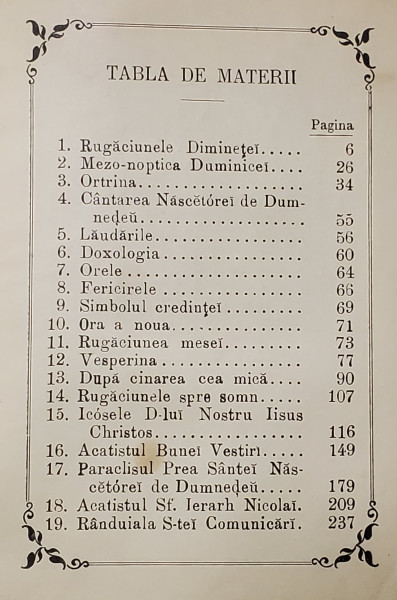 TABLA DE MATERII
Pagina
1. Rugăciunele Dimineţeĭ..... 6
2. Mezo-noptica Duminiceĭ.... 26
3. Ortrina.................. 34
4. Cântarea Născĕtórei de Dum-
nedeŭ ................. 55
5. Lăudările................. 56
6. Doxologia ................ 60
7. Orele .................... 64
8. Fericirele ................ 66
9. Simbolul credinţeĭ ......... 69
10. Ora a noua................ 71
11. Rugăciunea meseĭ......... 73
12. Vesperina ................ 77
13. După cinarea cea mică.... 90
14. Rugăciunele spre somn.... 107
15. Icósele D-luĭ Nostru Iisus
Christos................ 116
16. Acatistul Buneĭ Vestirĭ.... 149
17. Paraclisul Prea Sânteĭ Năs-
cĕtóreĭ de Dumnedeŭ .... 179
18. Acatistul Sf. Ierarh Nicolaĭ. 209
19. Rânduiala S-teĭ Comunicărĭ. 237